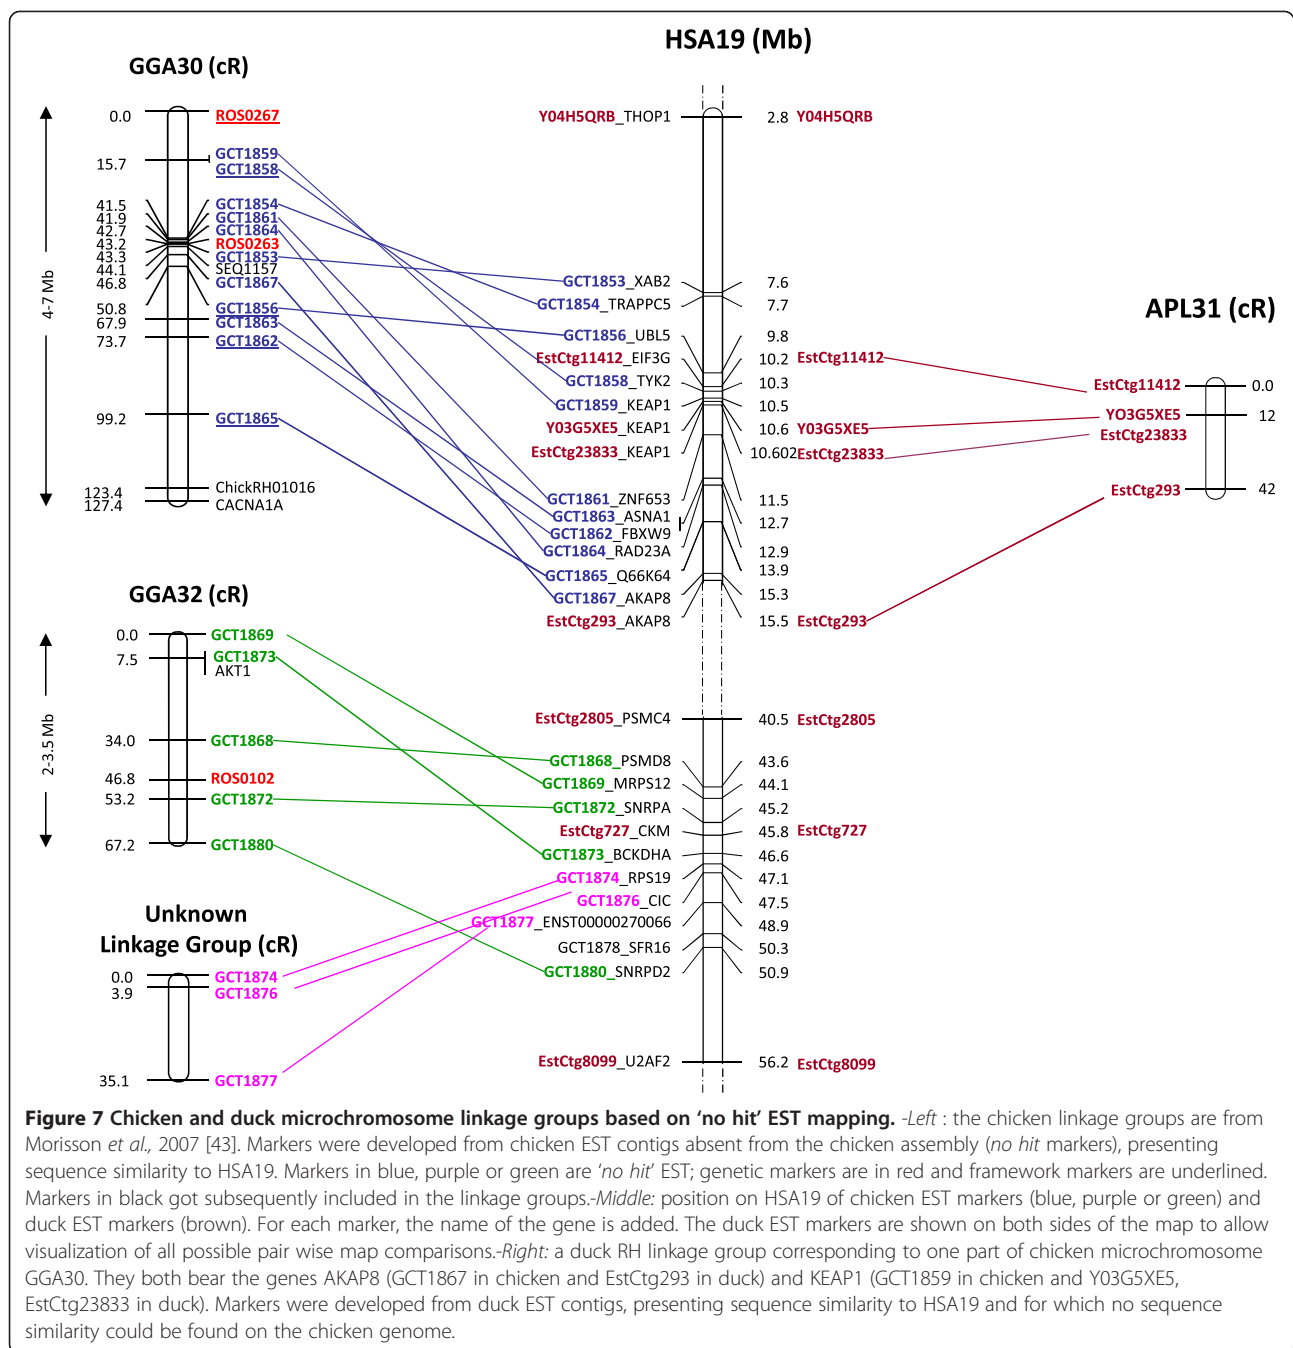 HSA19 (Mb)
GGA30 (cR)
0.0 ROS0267
15.7 GCT1859
GCT1858
41.5 GCT1854
41.9 GCT1861
42.7 GCT1864
43.2 ROS0263
43.3 GCT1853
44.1 SEQ1157
46.8 GCT1867
50.8 GCT1856
67.9 GCT1863
73.7 GCT1862
99.2 GCT1865
123.4 ChickRH01016
127.4 CACNA1A
4-7 Mb
GGA32 (cR)
0.0 GCT1869
7.5 GCT1873
AKT1
34.0 GCT1868
46.8 ROS0102
53.2 GCT1872
67.2 GCT1880
2-3.5 Mb
Unknown
Linkage Group (cR)
0.0 GCT1874
3.9 GCT1876
35.1 GCT1877
Y04H5QRB_THOP1 2.8 Y04H5QRB
GCT1853_XAB2 7.6
GCT1854_TRAPPC5 7.7
GCT1856_UBL5 9.8
EstCtg11412_EIF3G 10.2 EstCtg11412
GCT1858_TYK2 10.3
GCT1859_KEAP1 10.5
Y03G5XE5_KEAP1 10.6 Y03G5XE5
EstCtg23833_KEAP1 10.602 EstCtg23833
GCT1861_ZNF653 11.5
GCT1863_ASNA1 12.7
GCT1862_FBXW9
GCT1864_RAD23A 12.9
GCT1865_Q66K64 13.9
GCT1867_AKAP8 15.3
EstCtg293_AKAP8 15.5 EstCtg293
EstCtg2805_PSMC4 40.5 EstCtg2805
GCT1868_PSMD8 43.6
GCT1869_MRPS12 44.1
GCT1872_SNRPA 45.2
EstCtg727_CKM 45.8 EstCtg727
GCT1873_BCKDHA 46.6
GCT1874_RPS19 47.1
GCT1876_CIC 47.5
GCT1877_ENST00000270066 48.9
GCT1878_SFR16 50.3
GCT1880_SNRPD2 50.9
EstCtg8099_U2AF2 56.2 EstCtg8099
APL31 (cR)
EstCtg11412 0.0
YO3G5XE5 12
EstCtg23833
EstCtg293 42
Figure 7 Chicken and duck microchromosome linkage groups based on ‘no hit’ EST mapping. -Left : the chicken linkage groups are from
Morisson et al., 2007 [43]. Markers were developed from chicken EST contigs absent from the chicken assembly (no hit markers), presenting
sequence similarity to HSA19. Markers in blue, purple or green are ‘no hit’ EST; genetic markers are in red and framework markers are underlined.
Markers in black got subsequently included in the linkage groups.-Middle: position on HSA19 of chicken EST markers (blue, purple or green) and
duck EST markers (brown). For each marker, the name of the gene is added. The duck EST markers are shown on both sides of the map to allow
visualization of all possible pair wise map comparisons.-Right: a duck RH linkage group corresponding to one part of chicken microchromosome
GGA30. They both bear the genes AKAP8 (GCT1867 in chicken and EstCtg293 in duck) and KEAP1 (GCT1859 in chicken and Y03G5XE5,
EstCtg23833 in duck). Markers were developed from duck EST contigs, presenting sequence similarity to HSA19 and for which no sequence
similarity could be found on the chicken genome.